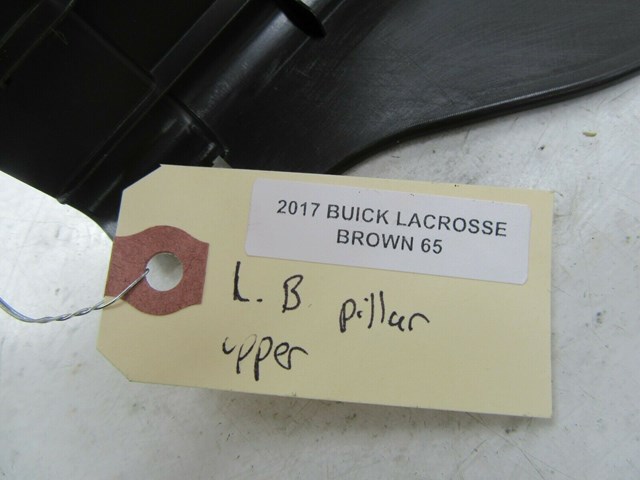 2017 BUICK LACROSSE
BROWN 65
L. B pillar
upper